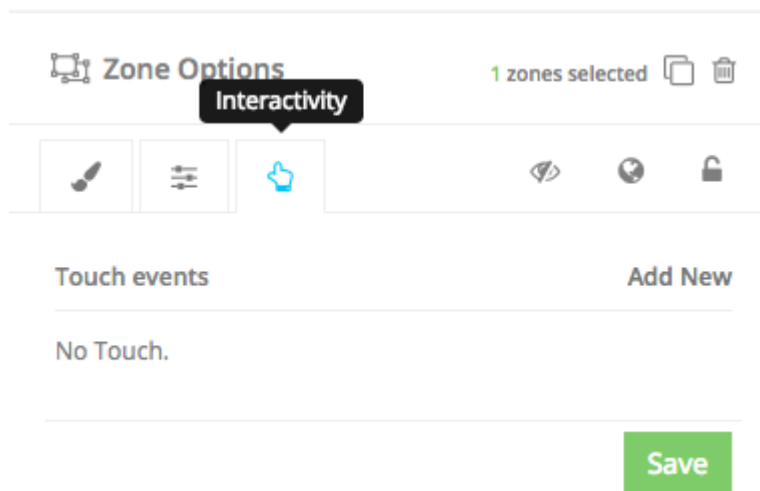 Zone Options
1 zones selected
Interactivity
Touch events
Add New
No Touch.
Save